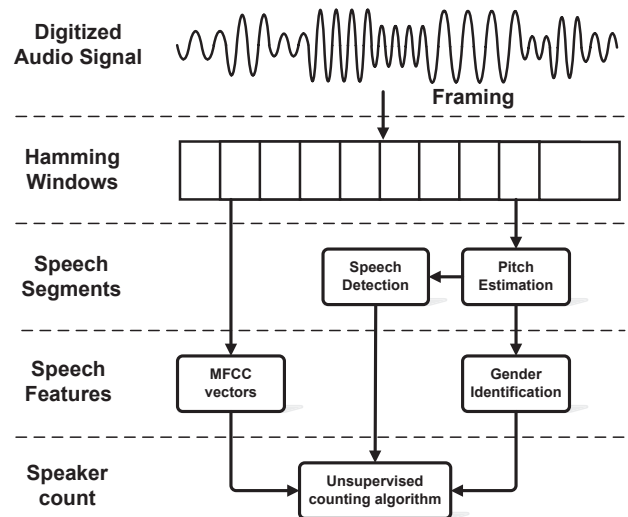 Digitized
Audio Signal
Framing
Hamming
Windows
Speech
Segments
Speech
Detection
Pitch
Estimation
Speech
Features
MFCC
vectors
Gender
Identification
Speaker
count
Unsupervised
counting algorithm